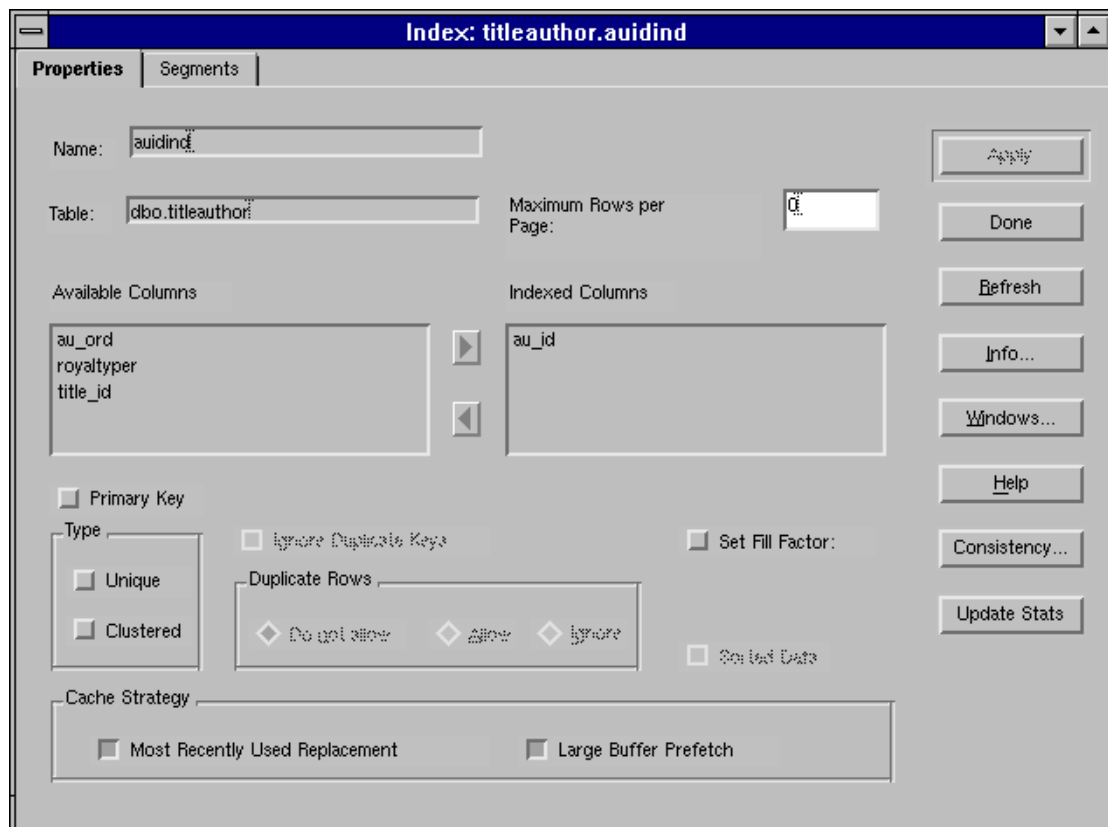 Index: titleauthor.auidind
Properties
Segments
Name:
auidind
Apply
Table:
dbo.titleauthor
Maximum Rows per
Page:
0
Done
Available Columns
Indexed Columns
Refresh
au_ord
royaltyper
title_id
au_id
Info...
Windows...
Primary Key
Help
Type
Ignore Duplicate Keys
Set Fill Factor:
Consistency...
Unique
Duplicate Rows
Clustered
Do not allow
Allow
Ignore
Update Stats
Sorted Data
Cache Strategy
Most Recently Used Replacement
Large Buffer Prefetch